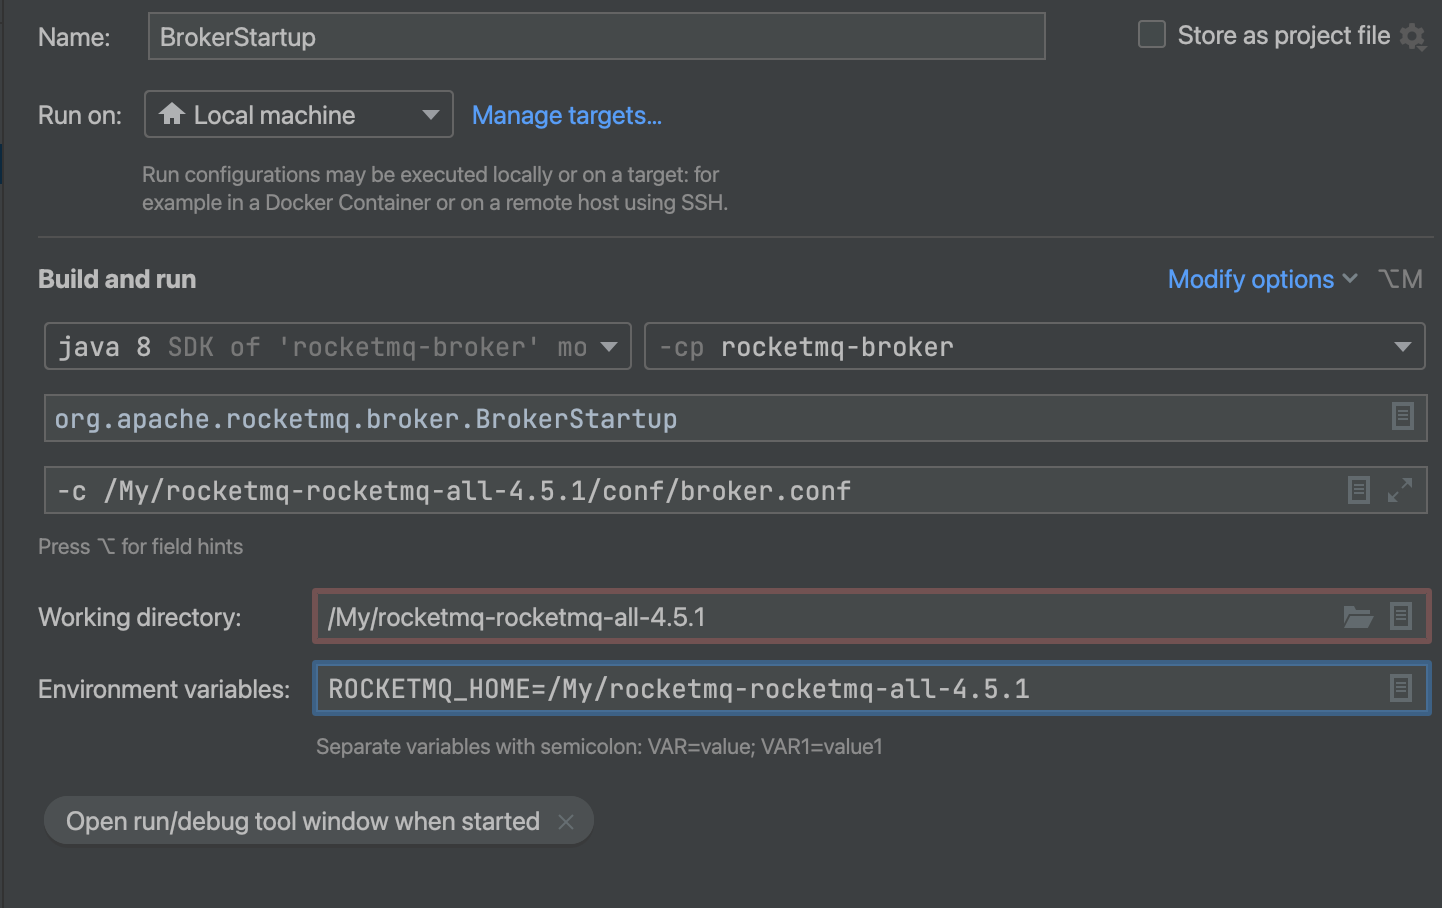 Name: BrokerStartup Store as project file
Run on: Local machine Manage targets...
Run configurations may be executed locally or on a target: for
example in a Docker Container or on a remote host using SSH.
Build and run Modify options ⌥M
java 8 SDK of 'rocketmq-broker' mo -cp rocketmq-broker
org.apache.rocketmq.broker.BrokerStartup
-c /My/rocketmq-rocketmq-all-4.5.1/conf/broker.conf
Press ⌥ for field hints
Working directory: /My/rocketmq-rocketmq-all-4.5.1
Environment variables: ROCKETMQ_HOME=/My/rocketmq-rocketmq-all-4.5.1
Separate variables with semicolon: VAR=value; VAR1=value1
Open run/debug tool window when started ×